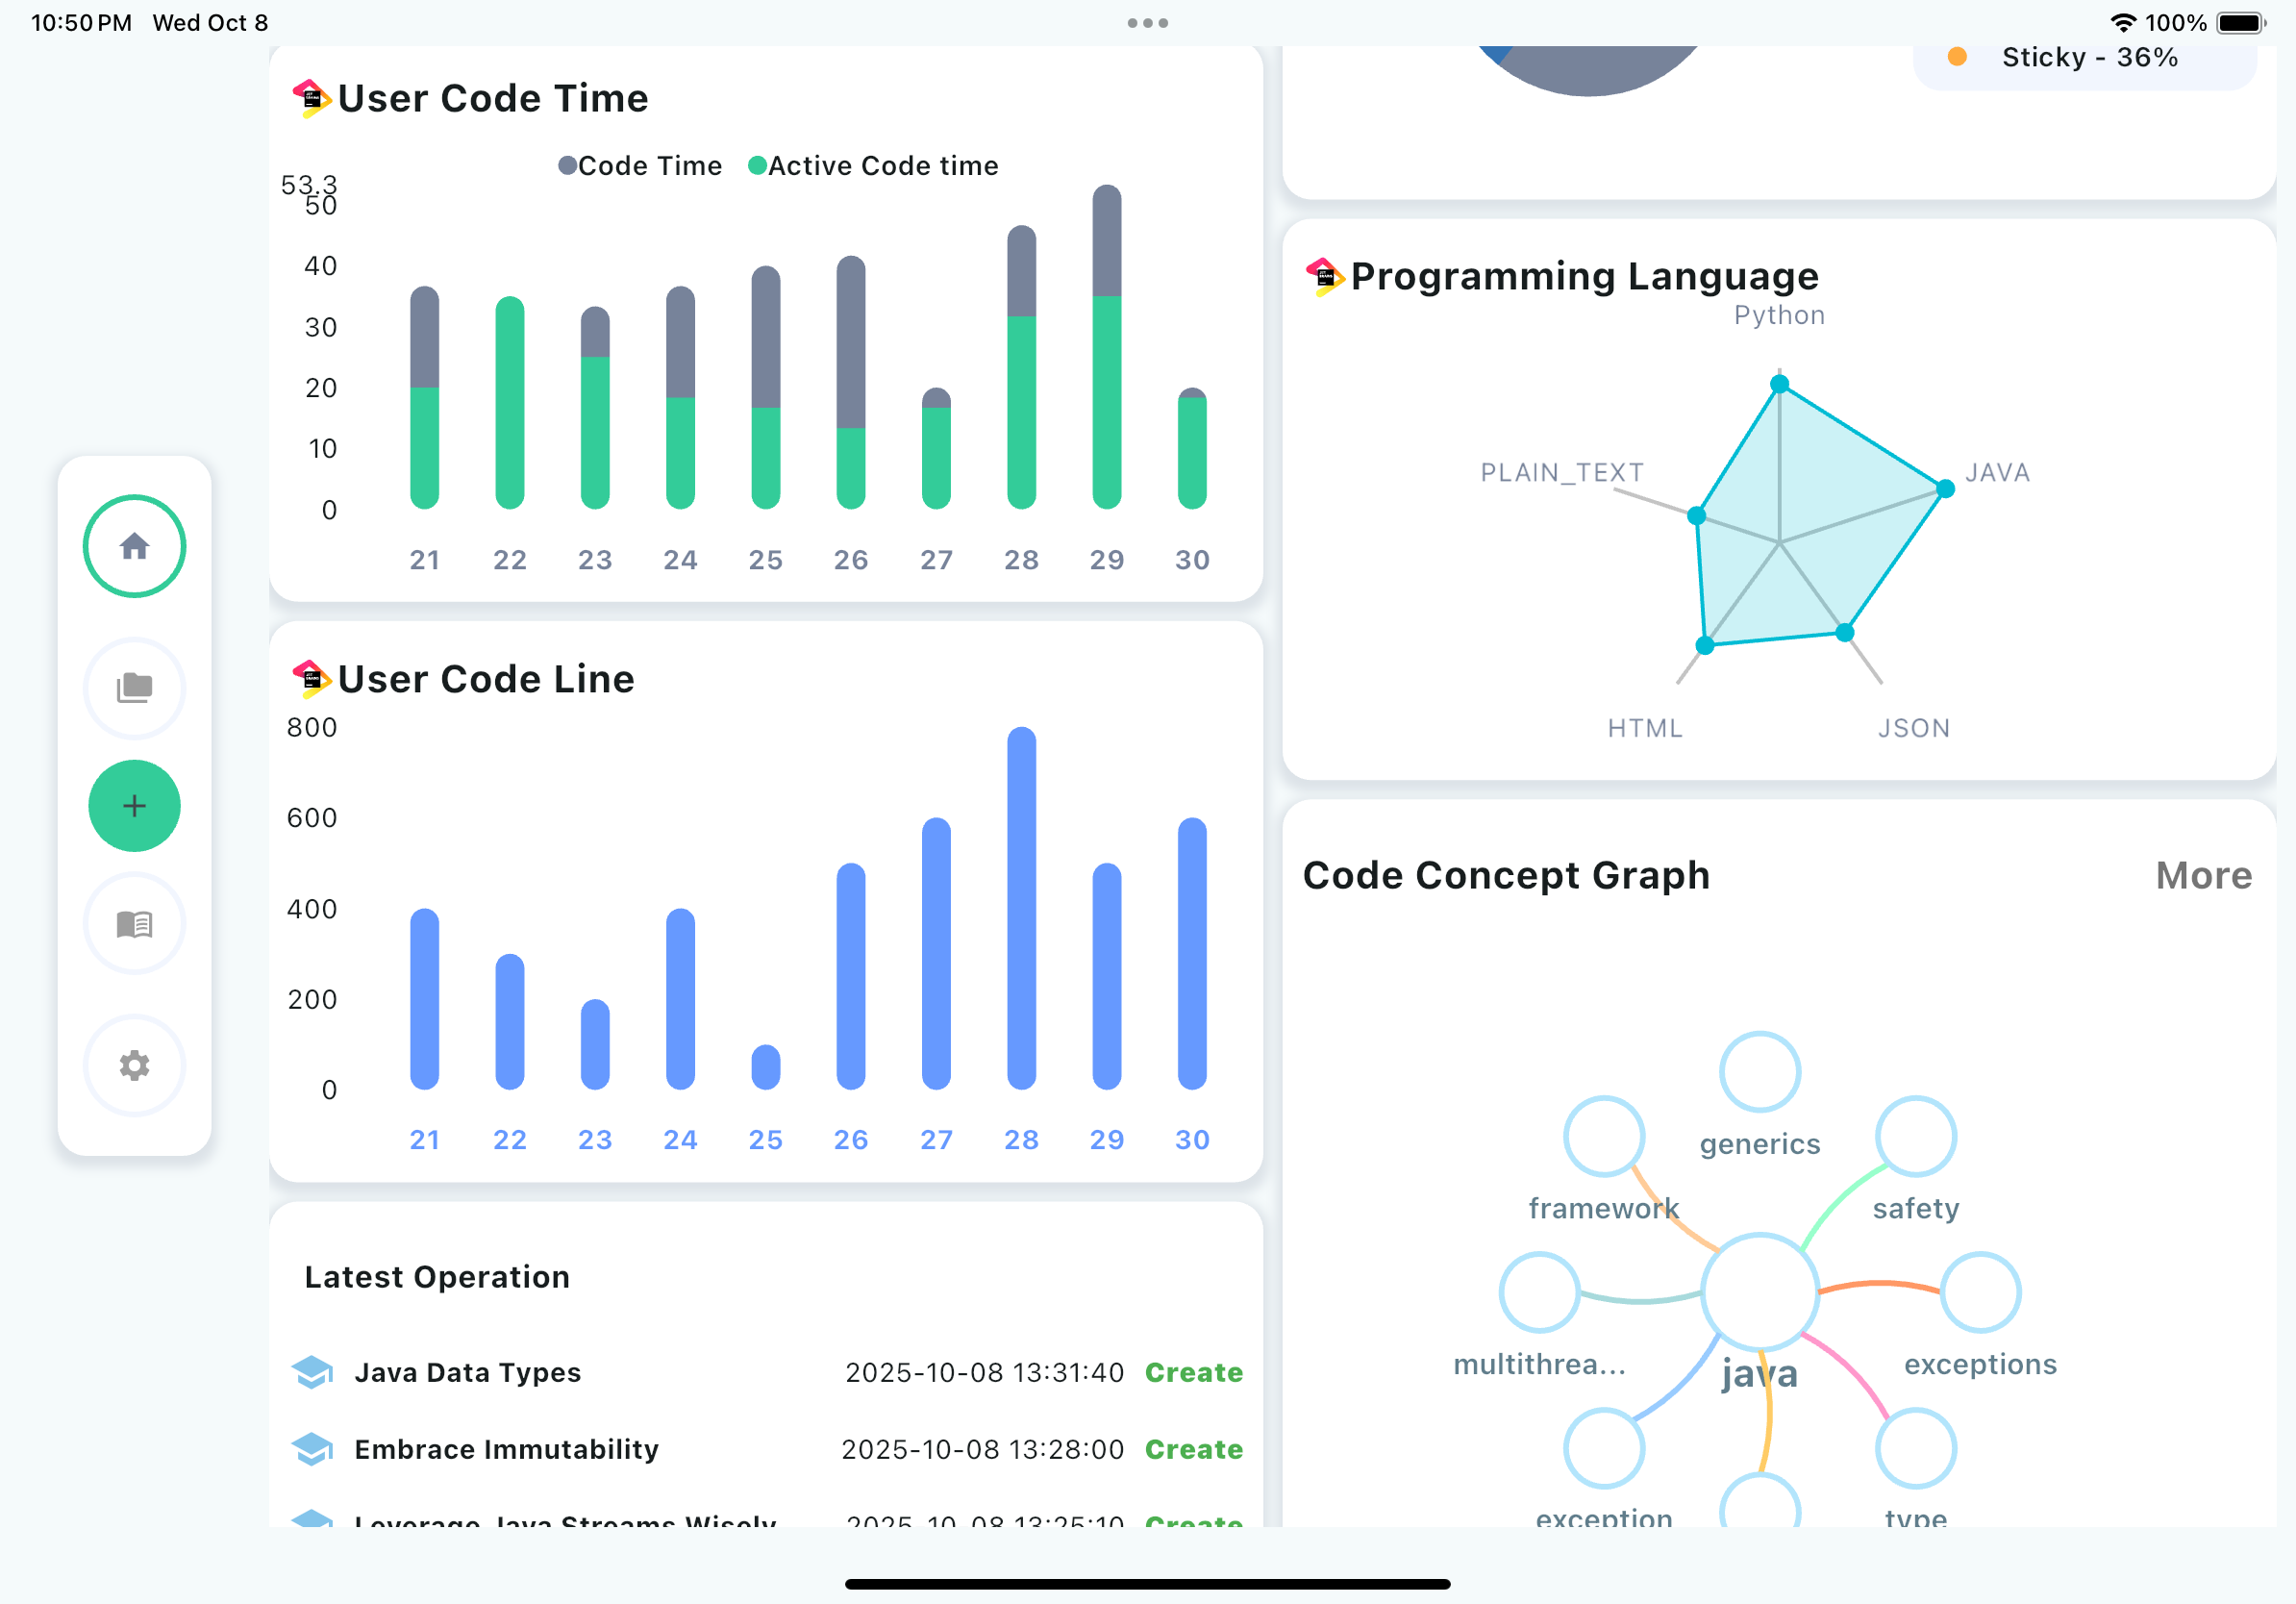 10:50 PM Wed Oct 8
100%
User Code Time
Code Time Active Code time
53.3
50
40
30
20
10
0
21 22 23 24 25 26 27 28 29 30
User Code Line
800
600
400
200
0
21 22 23 24 25 26 27 28 29 30
Latest Operation
Java Data Types 2025-10-08 13:31:40 Create
Embrace Immutability 2025-10-08 13:28:00 Create
Leverage Java Streams Wisely 2025-10-08 13:25:10 Create
Sticky - 36%
Programming Language
Python
PLAIN_TEXT
JAVA
HTML
JSON
Code Concept Graph More
generics
framework
safety
multithrea...
java
exceptions
exception
type